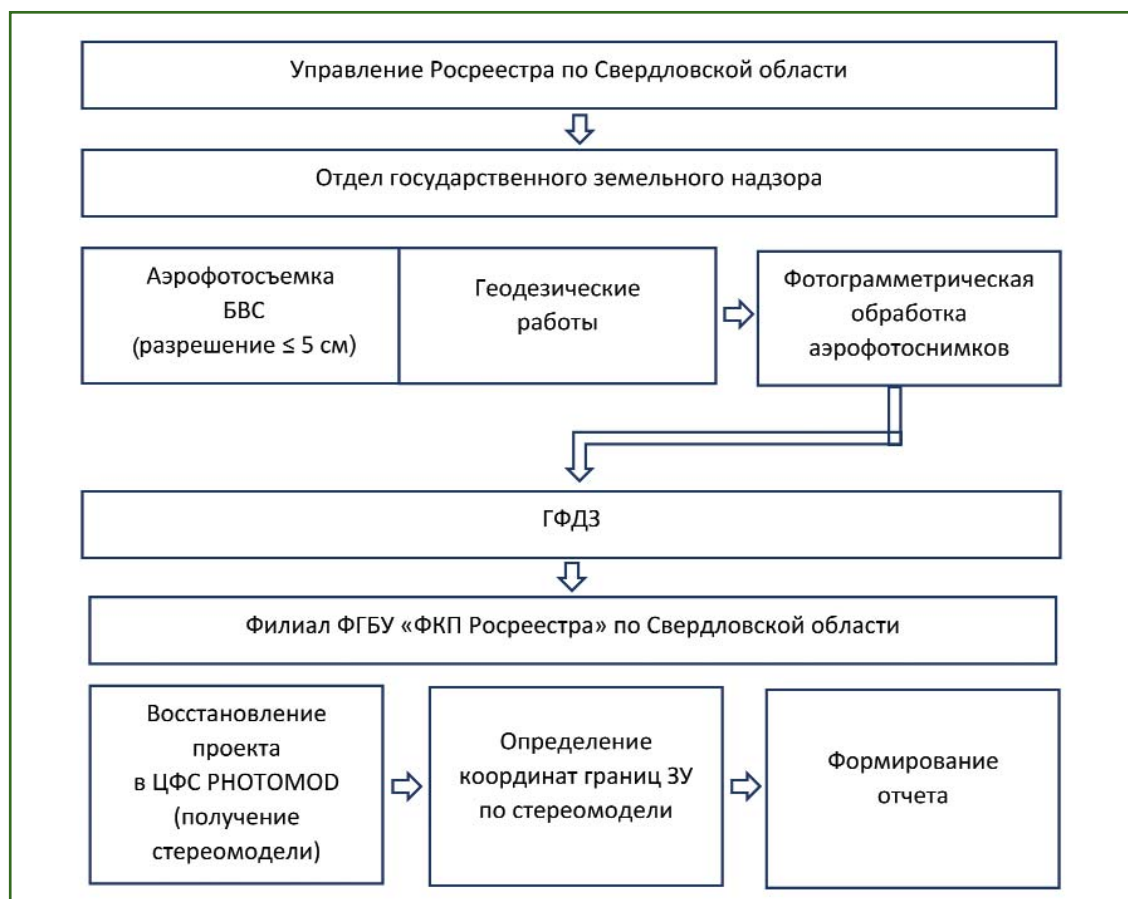 Управление Росреестра по Свердловской области
Отдел государственного земельного надзора
Аэрофотосъемка
БВС
(разрешение ≤ 5 см)
Геодезические
работы
Фотограмметрическая
обработка
аэрофотоснимков
ГФДЗ
Филиал ФГБУ «ФКП Росреестра» по Свердловской области
Восстановление
проекта
в ЦФС PHOTOMOD
(получение
стереомодели)
Определение
координат границ ЗУ
по стереомодели
Формирование
отчета